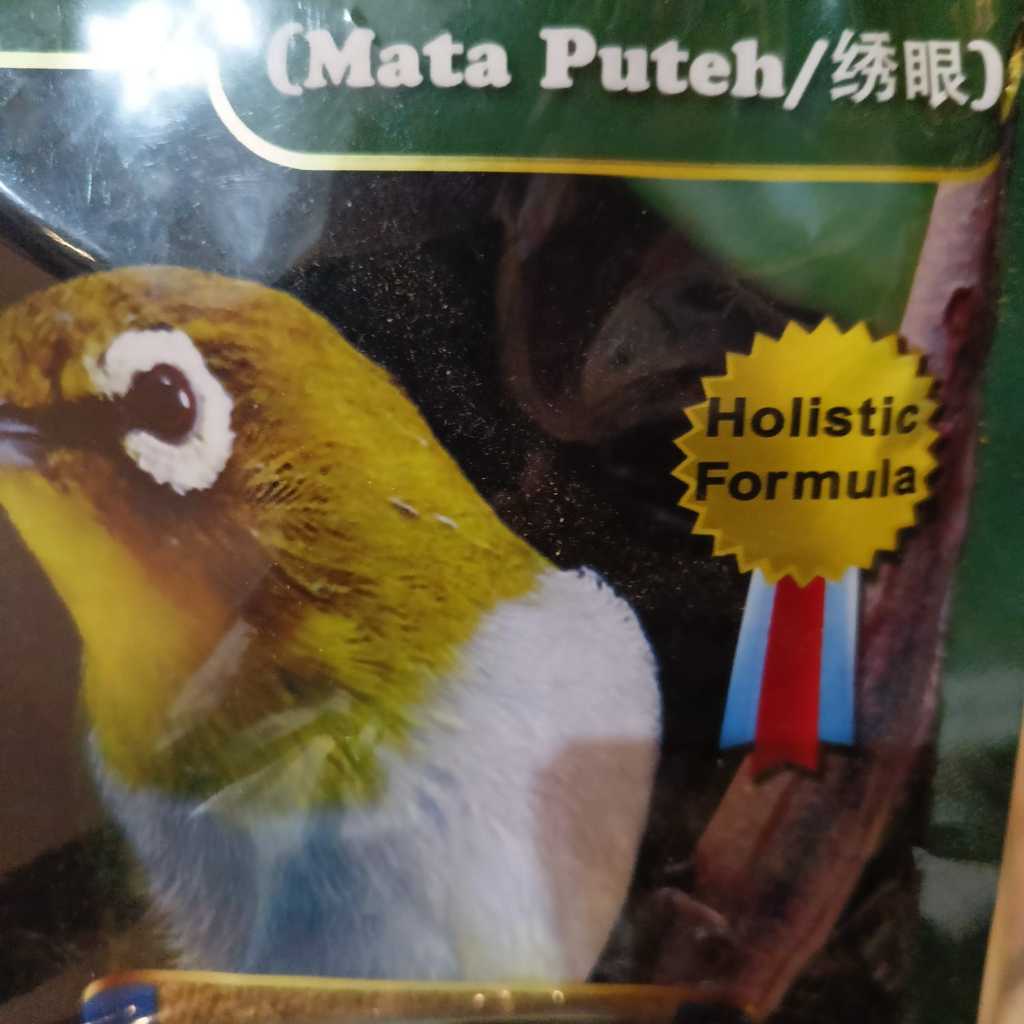 (Mata Puteh/绣眼)
Holistic
Formula